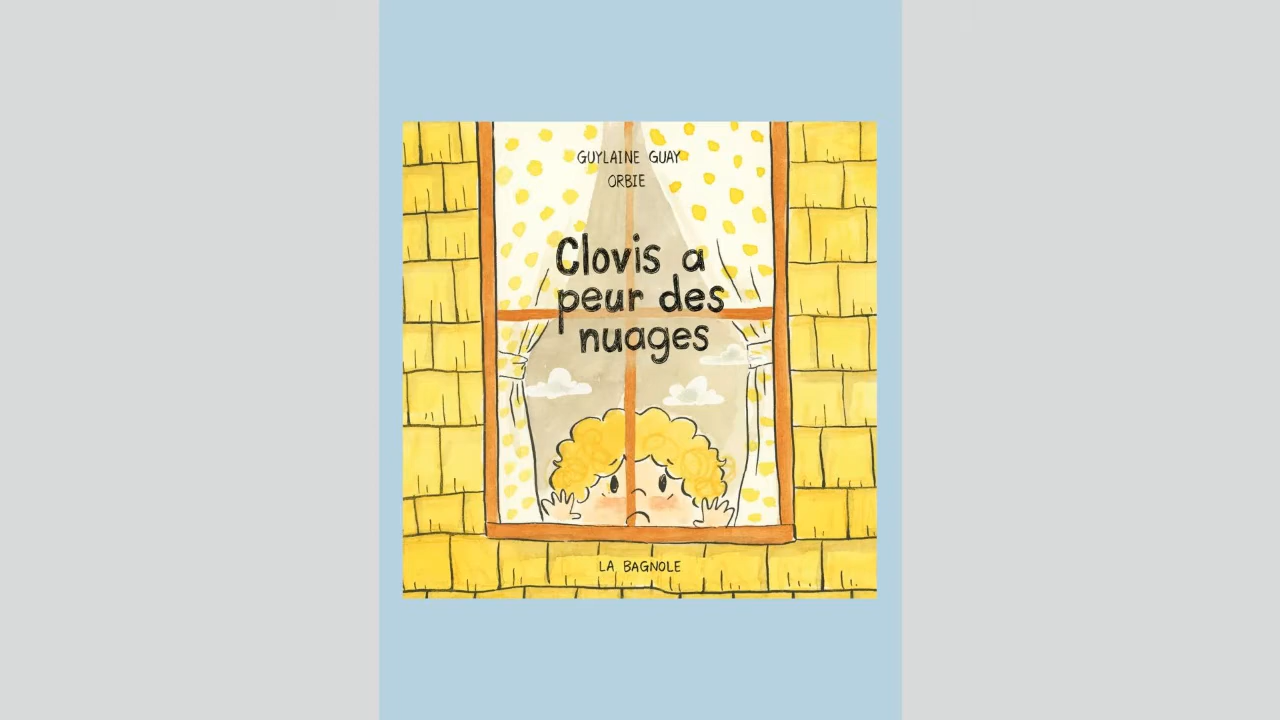 GUYLAINE GUAY
ORBIE
Clovis a
peur des
nuages
LA BAGNOLE